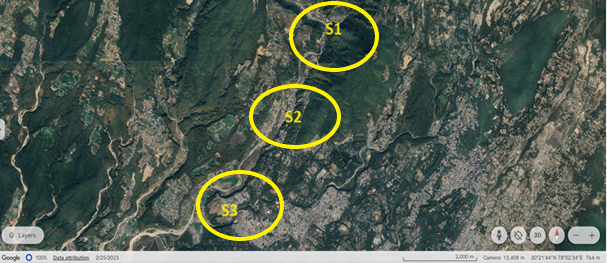 S1
S2
S3
Layers
3D
Google 100% Data attribution 2/25/2023 2,000 m Camera: 13,408 m 30°21'44"N 78°02'34"E 764 m